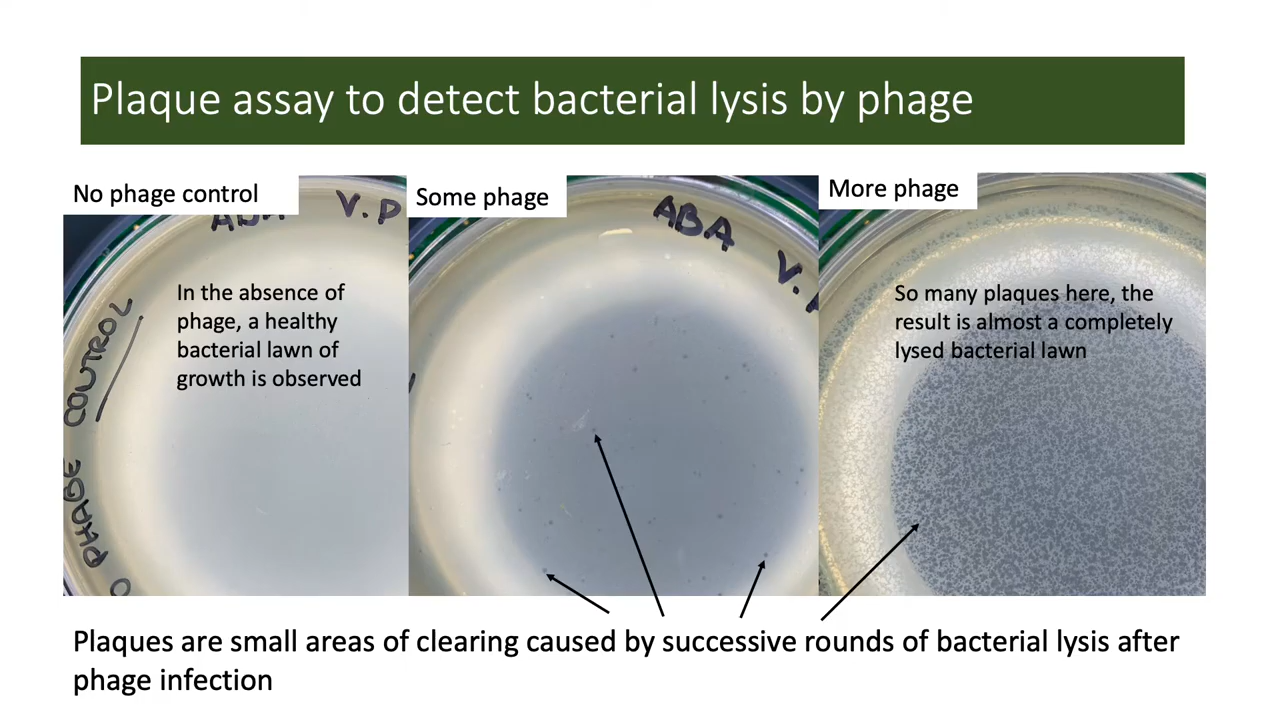 Plaque assay to detect bacterial lysis by phage
No phage control
Some phage
More phage
ABA V.P
CONTROL
PHAGE
In the absence of
phage, a healthy
bacterial lawn of
growth is observed
ABA
V.
So many plaques here, the
result is almost a completely
lysed bacterial lawn
Plaques are small areas of clearing caused by successive rounds of bacterial lysis after
phage infection